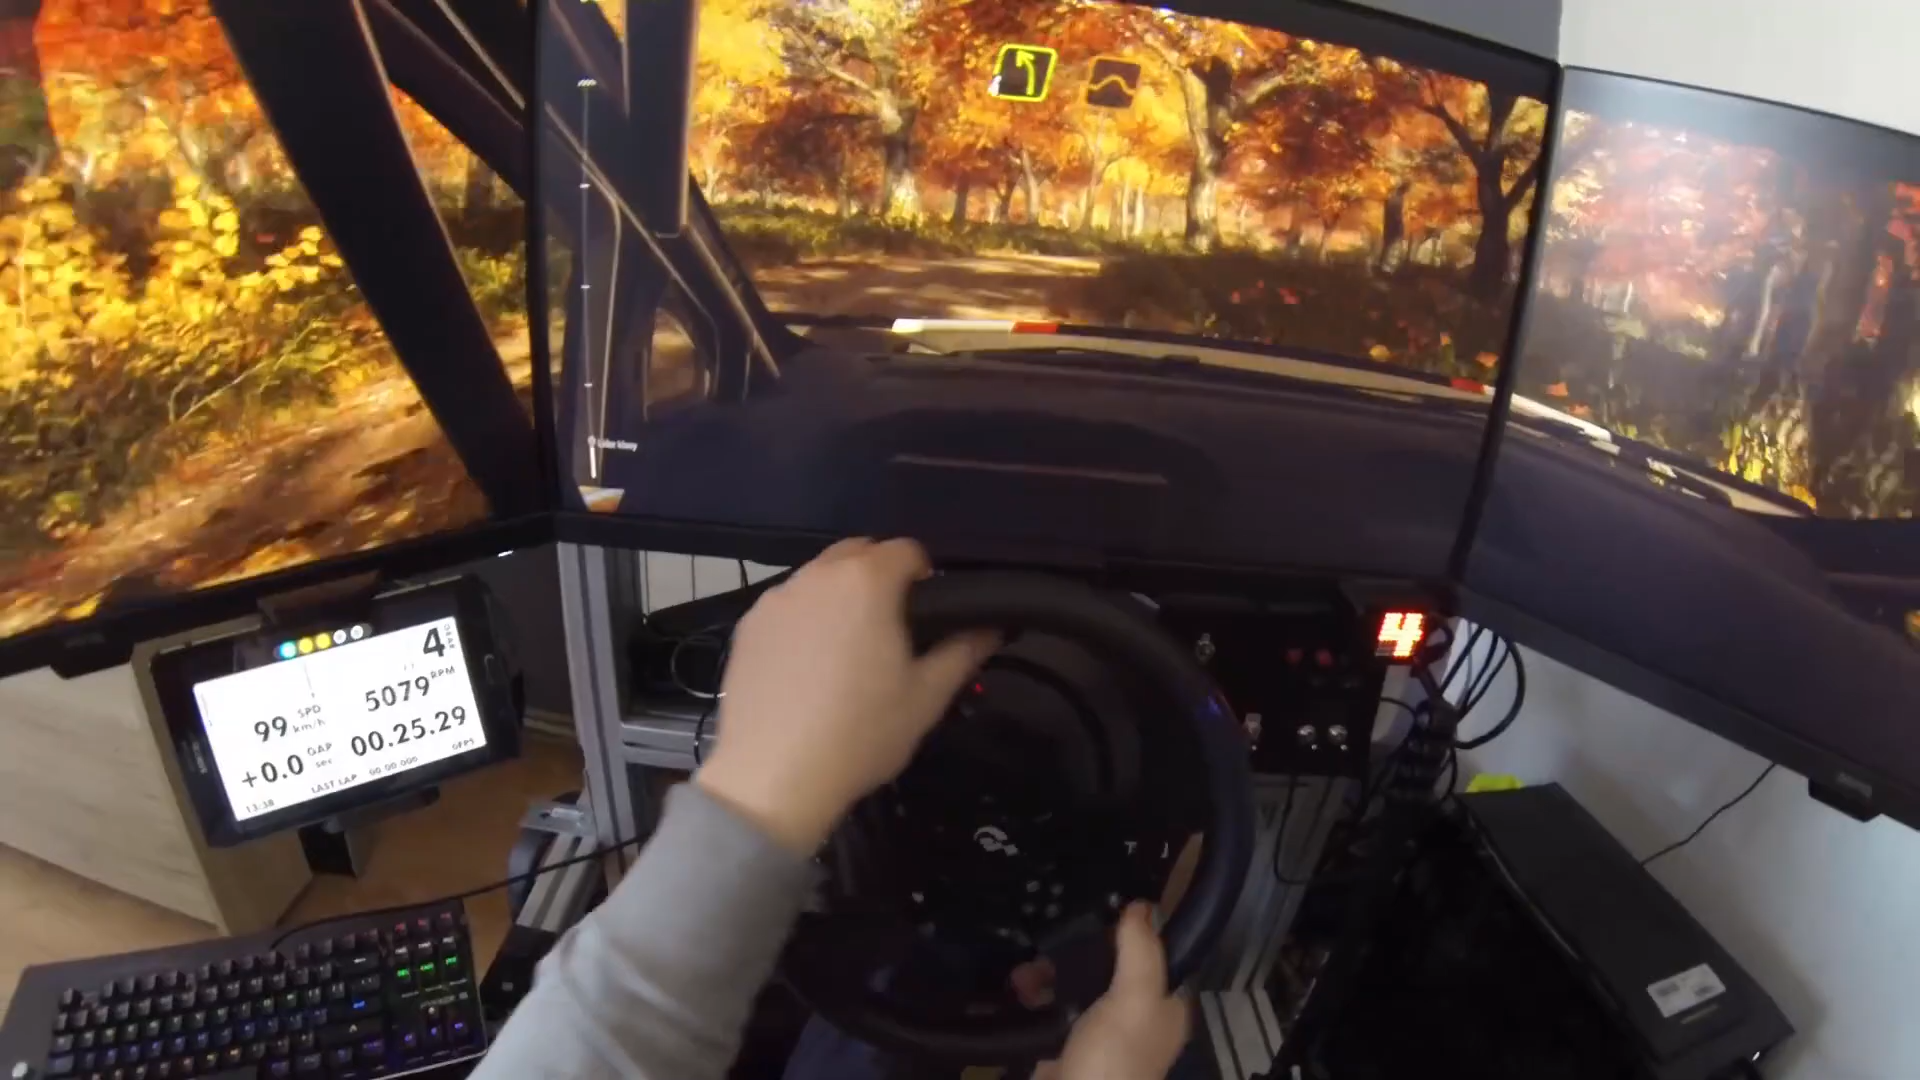 4 GEAR
5079 RPM
99 SPD km/h
00.25.29
+0.0 GAP sec
LAST LAP 00.00.000
13:38
4